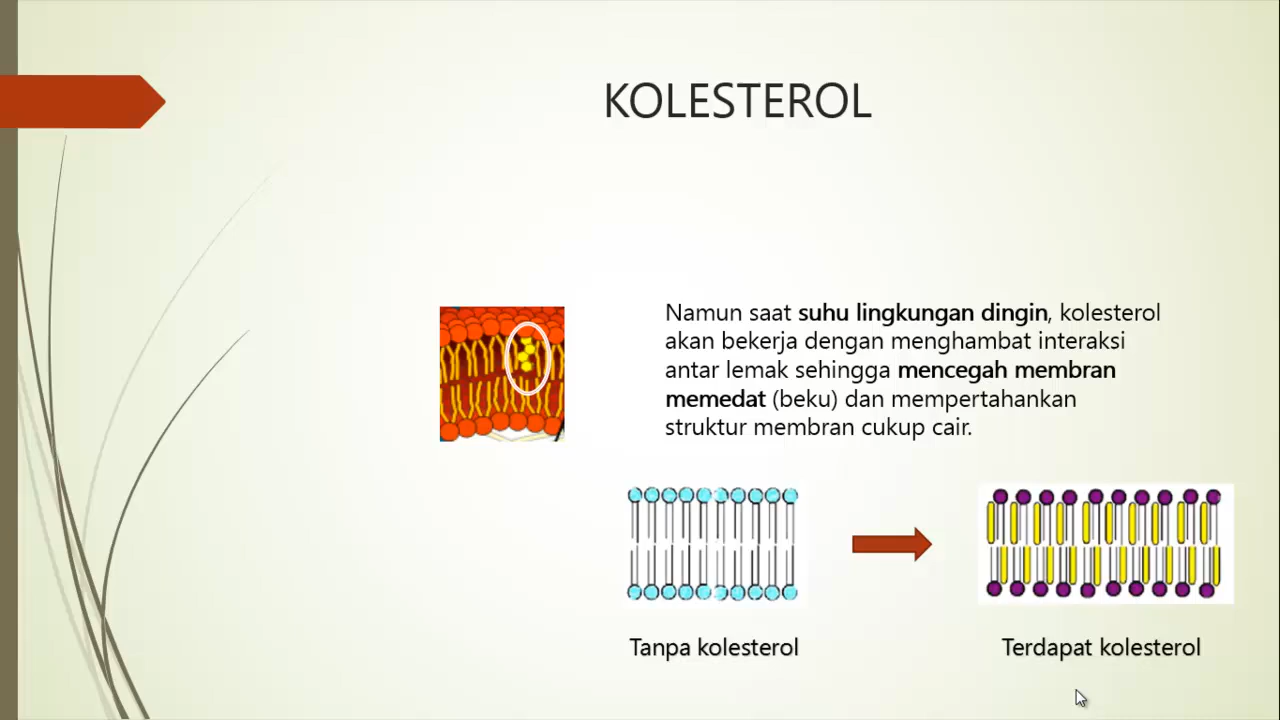 KOLESTEROL
Namun saat suhu lingkungan dingin, kolesterol
akan bekerja dengan menghambat interaksi
antar lemak sehingga mencegah membran
memedat (beku) dan mempertahankan
struktur membran cukup cair.
Tanpa kolesterol
Terdapat kolesterol